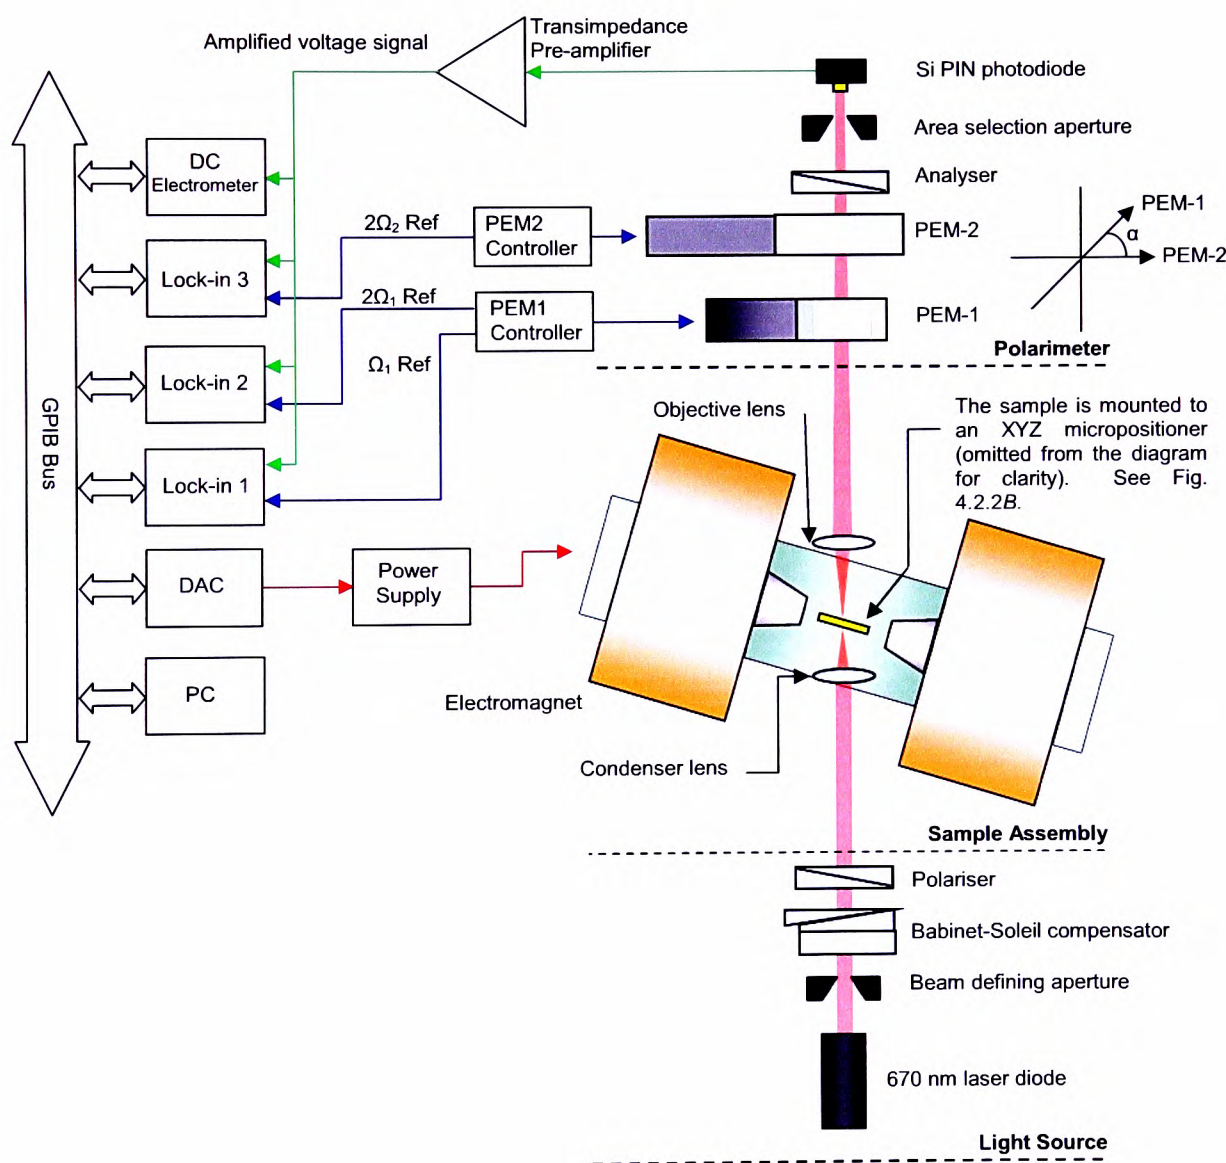 Amplified voltage signal
Transimpedance
Pre-amplifier
Si PIN photodiode
Area selection aperture
Analyser
PEM-2
PEM-1
PEM-1
α
PEM-2
Polarimeter
DC
Electrometer
Lock-in 3
Lock-in 2
Lock-in 1
DAC
PC
GPIB Bus
2Ω₂ Ref
PEM2
Controller
2Ω₁ Ref
PEM1
Controller
Ω₁ Ref
Power
Supply
Objective lens
The sample is mounted to
an XYZ micropositioner
(omitted from the diagram
for clarity). See Fig.
4.2.2B.
Electromagnet
Condenser lens
Sample Assembly
Polariser
Babinet-Soleil compensator
Beam defining aperture
670 nm laser diode
Light Source